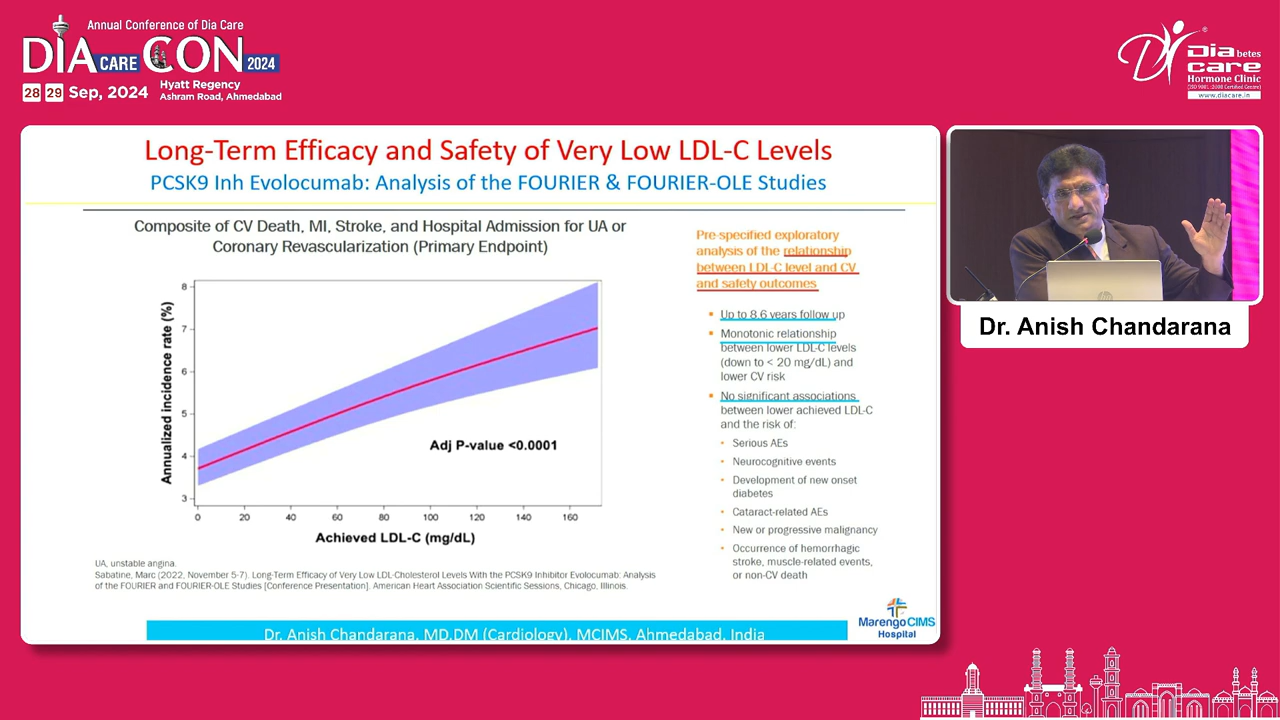 Annual Conference of Dia Care
DIA CARE CON 2024
28 29 Sep, 2024
Hyatt Regency
Ashram Road, Ahmedabad
Diabetes
care
Hormone Clinic
(ISO 9001 : 2008 Certified Centre)
www.diacare.in
Long-Term Efficacy and Safety of Very Low LDL-C Levels
PCSK9 Inh Evolocumab: Analysis of the FOURIER & FOURIER-OLE Studies
Composite of CV Death, MI, Stroke, and Hospital Admission for UA or
Coronary Revascularization (Primary Endpoint)
Annualized incidence rate (%)
8
7
6
5
4
3
Adj P-value <0.0001
0 20 40 60 80 100 120 140 160
Achieved LDL-C (mg/dL)
Pre-specified exploratory
analysis of the relationship
between LDL-C level and CV
and safety outcomes
▪ Up to 8.6 years follow up
▪ Monotonic relationship
between lower LDL-C levels
(down to < 20 mg/dL) and
lower CV risk
▪ No significant associations
between lower achieved LDL-C
and the risk of:
• Serious AEs
• Neurocognitive events
• Development of new onset
diabetes
• Cataract-related AEs
• New or progressive malignancy
• Occurrence of hemorrhagic
stroke, muscle-related events,
or non-CV death
UA, unstable angina.
Sabatine, Marc (2022, November 5-7). Long-Term Efficacy of Very Low LDL-Cholesterol Levels With the PCSK9 Inhibitor Evolocumab: Analysis
of the FOURIER and FOURIER-OLE Studies [Conference Presentation]. American Heart Association Scientific Sessions, Chicago, Illinois.
Dr. Anish Chandarana, MD,DM (Cardiology), MCIMS, Ahmedabad, India
Marengo CIMS
Hospital
Dr. Anish Chandarana